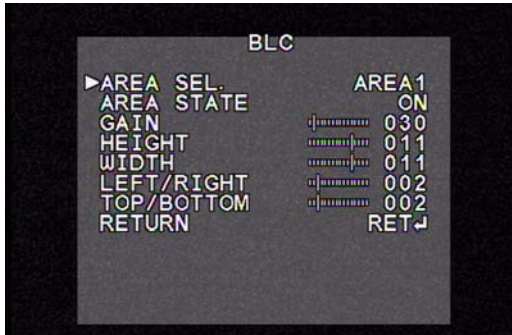 BLC
►AREA SEL. AREA1
AREA STATE ON
GAIN 030
HEIGHT 011
WIDTH 011
LEFT/RIGHT 002
TOP/BOTTOM 002
RETURN RET↲